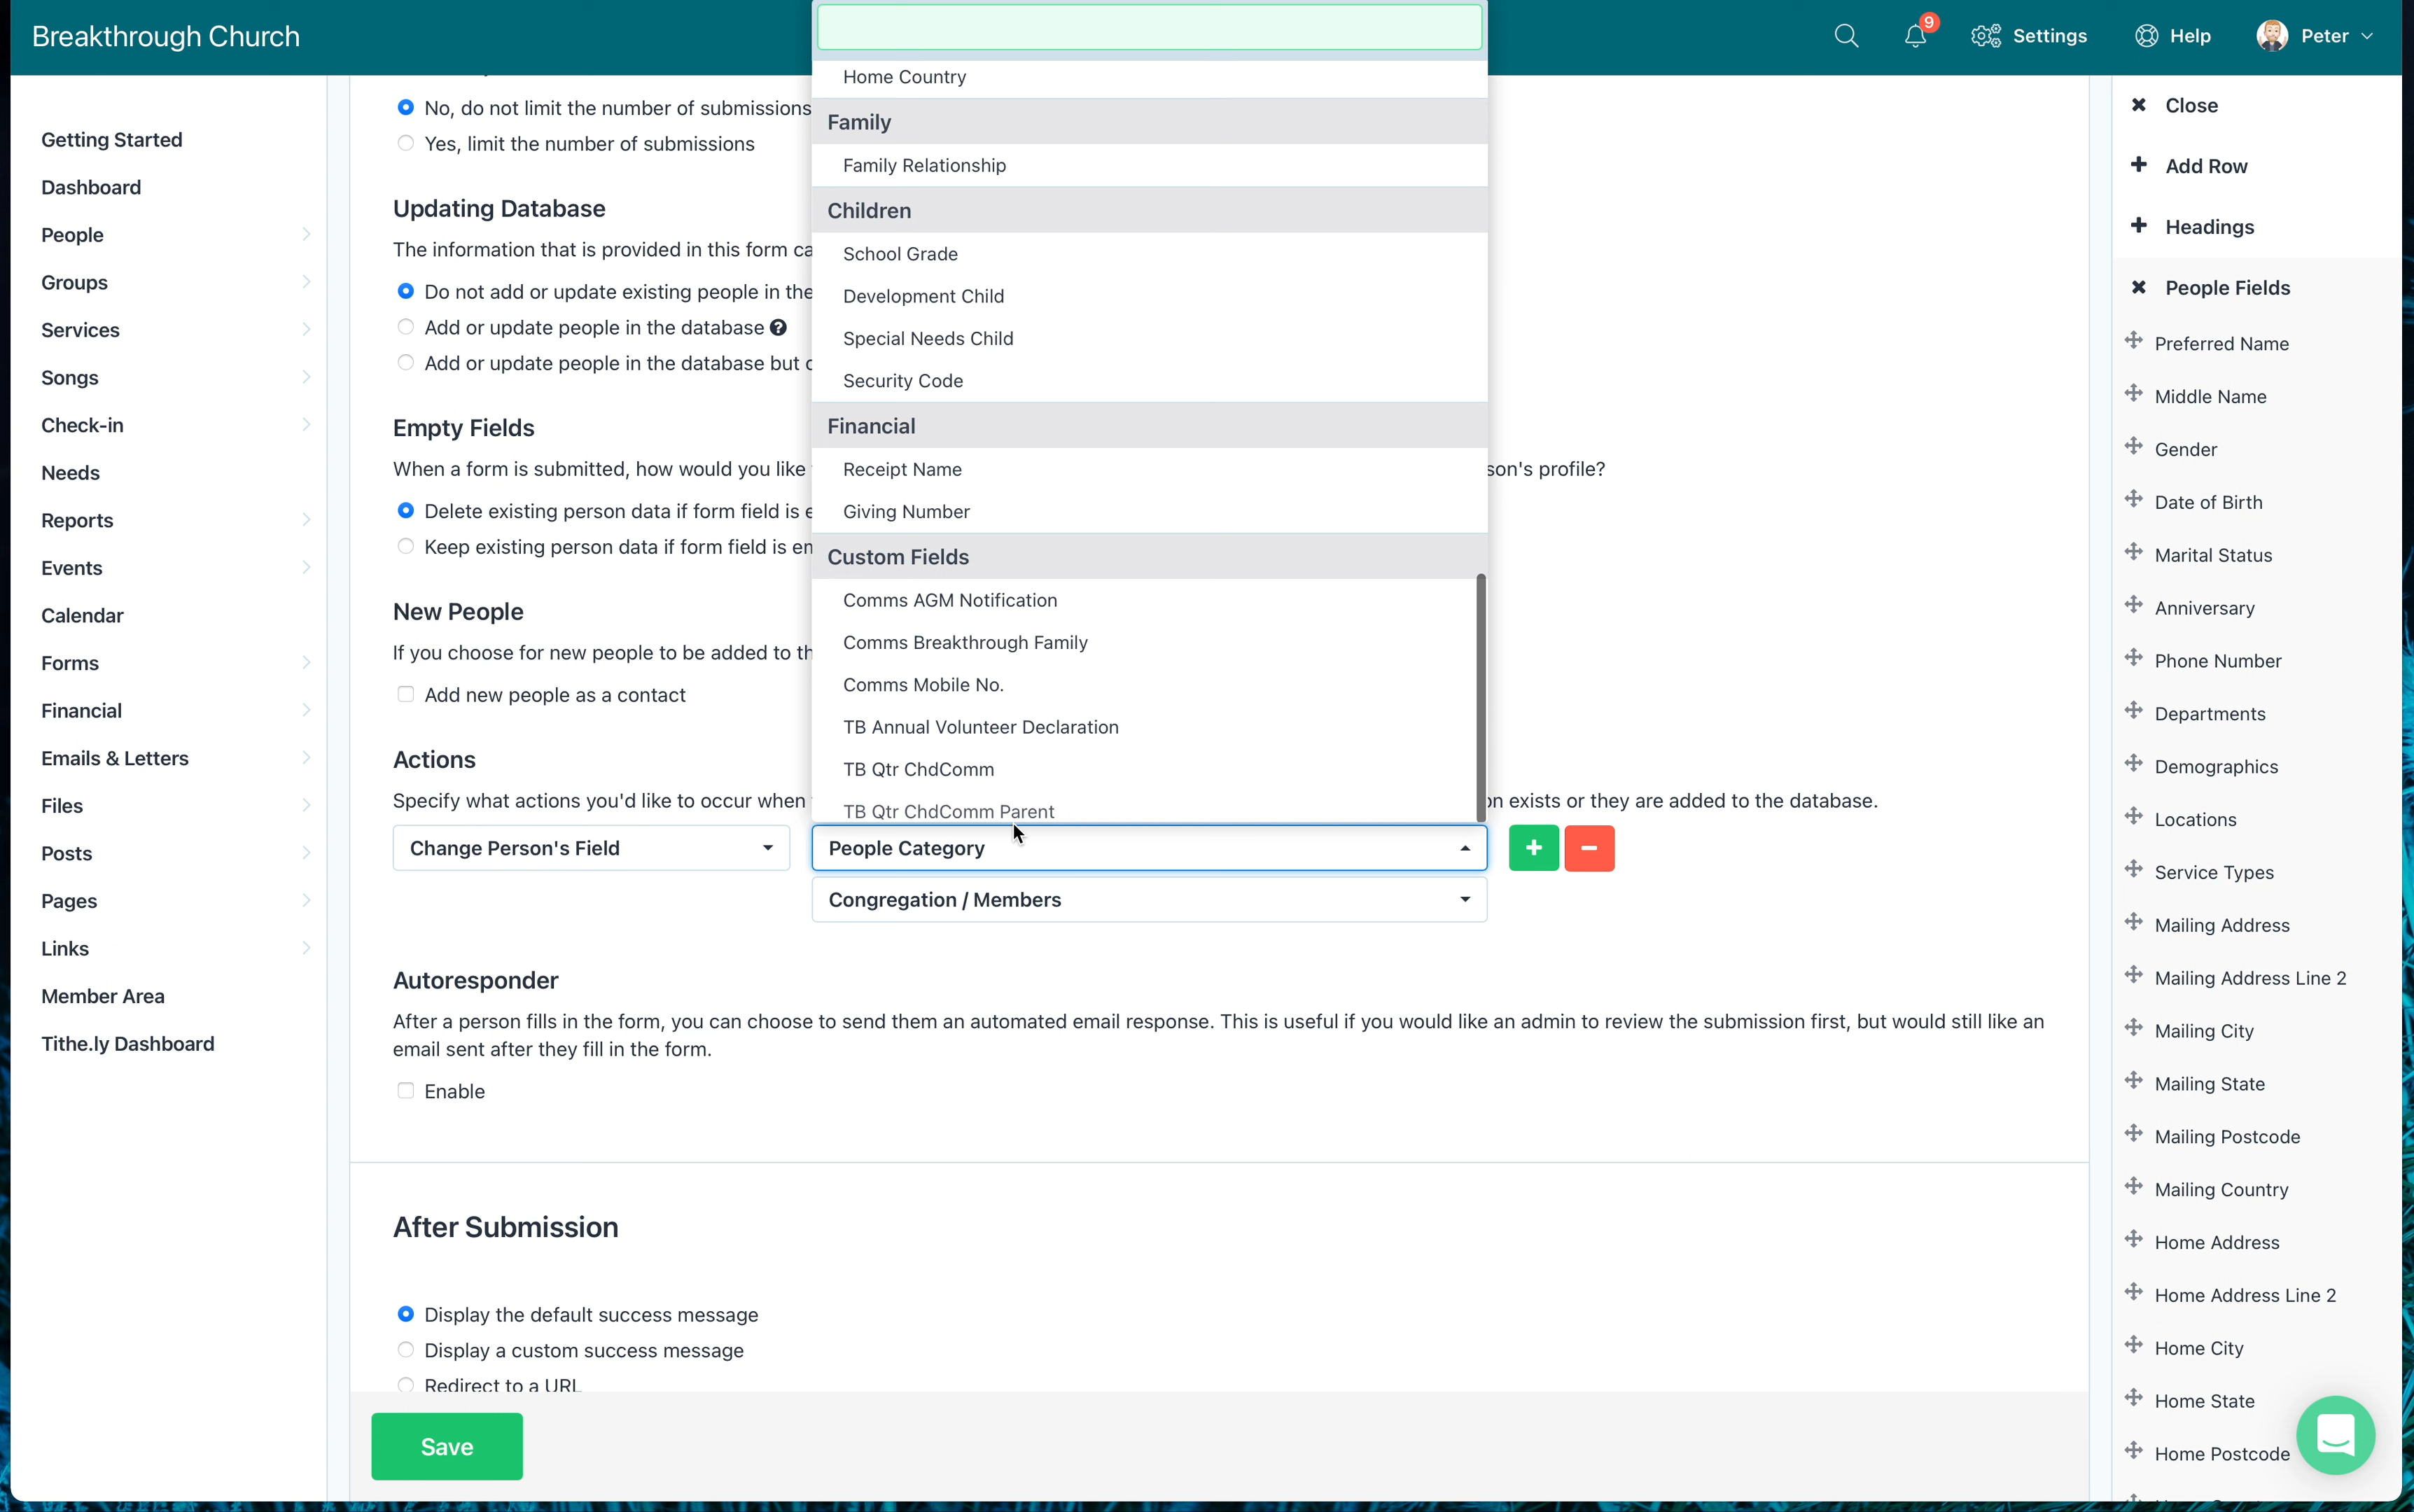 Breakthrough Church
9
Settings
Help
Peter
Getting Started
Dashboard
People
Groups
Services
Songs
Check-in
Needs
Reports
Events
Calendar
Forms
Financial
Emails & Letters
Files
Posts
Pages
Links
Member Area
Tithe.ly Dashboard
No, do not limit the number of submissions
Yes, limit the number of submissions
Updating Database
The information that is provided in this form ca
Do not add or update existing people in the
Add or update people in the database ?
Add or update people in the database but
Empty Fields
When a form is submitted, how would you like
son's profile?
Delete existing person data if form field is e
Keep existing person data if form field is en
New People
If you choose for new people to be added to th
Add new people as a contact
Actions
Specify what actions you'd like to occur when
exists or they are added to the database.
Change Person's Field
Home Country
Family
Family Relationship
Children
School Grade
Development Child
Special Needs Child
Security Code
Financial
Receipt Name
Giving Number
Custom Fields
Comms AGM Notification
Comms Breakthrough Family
Comms Mobile No.
TB Annual Volunteer Declaration
TB Qtr ChdComm
TB Qtr ChdComm Parent
People Category
Congregation / Members
Autoresponder
After a person fills in the form, you can choose to send them an automated email response. This is useful if you would like an admin to review the submission first, but would still like an
email sent after they fill in the form.
Enable
After Submission
Display the default success message
Display a custom success message
Redirect to a URL
Save
Close
Add Row
Headings
People Fields
Preferred Name
Middle Name
Gender
Date of Birth
Marital Status
Anniversary
Phone Number
Departments
Demographics
Locations
Service Types
Mailing Address
Mailing Address Line 2
Mailing City
Mailing State
Mailing Postcode
Mailing Country
Home Address
Home Address Line 2
Home City
Home State
Home Postcode